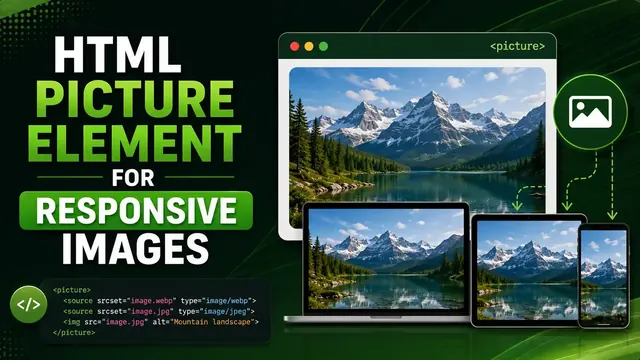 HTML
PICTURE
ELEMENT
FOR
RESPONSIVE
IMAGES
<picture>
</>
<picture>
<source srcset="image.webp" type="image/webp">
<source srcset="image.jpg" type="image/jpeg">
<img src="image.jpg" alt="Mountain landscape">
</picture>